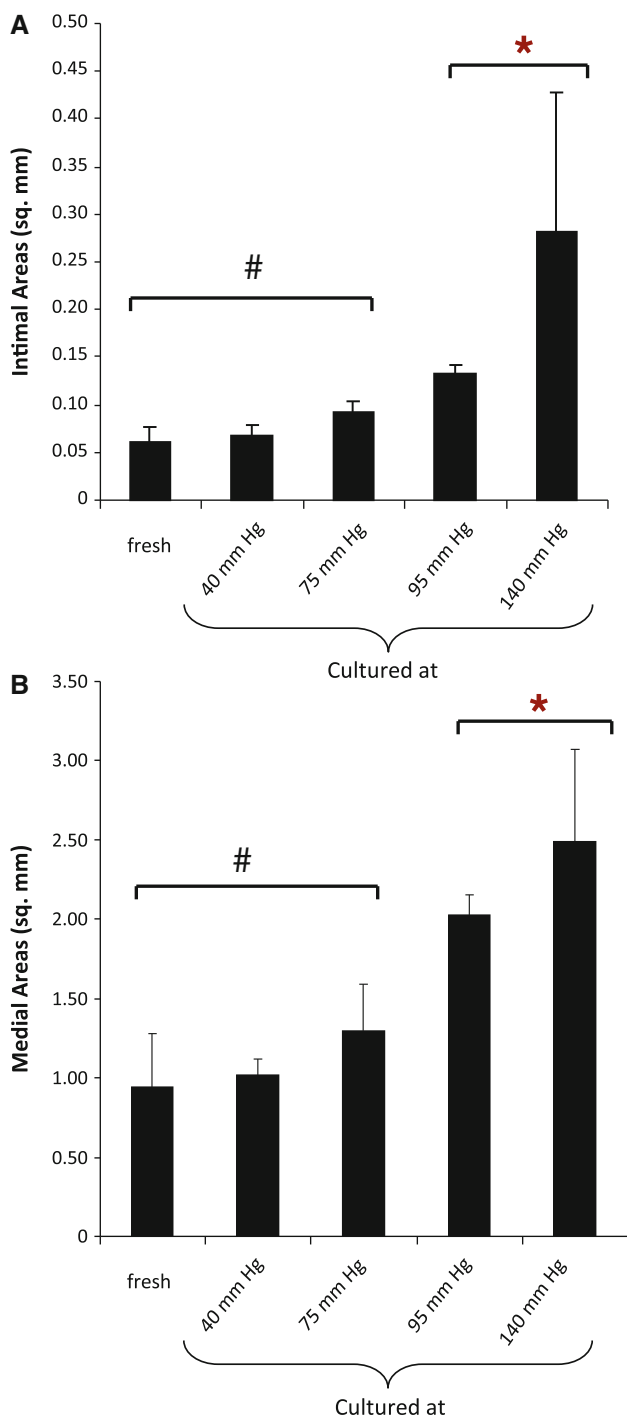 A
Intimal Areas (sq. mm)
0.50
0.45
0.40
0.35
0.30
0.25
0.20
0.15
0.10
0.05
0
#
*
fresh
40 mm Hg
75 mm Hg
95 mm Hg
140 mm Hg
Cultured at
B
Medial Areas (sq. mm)
3.50
3.00
2.50
2.00
1.50
1.00
0.50
0
#
*
fresh
40 mm Hg
75 mm Hg
95 mm Hg
140 mm Hg
Cultured at